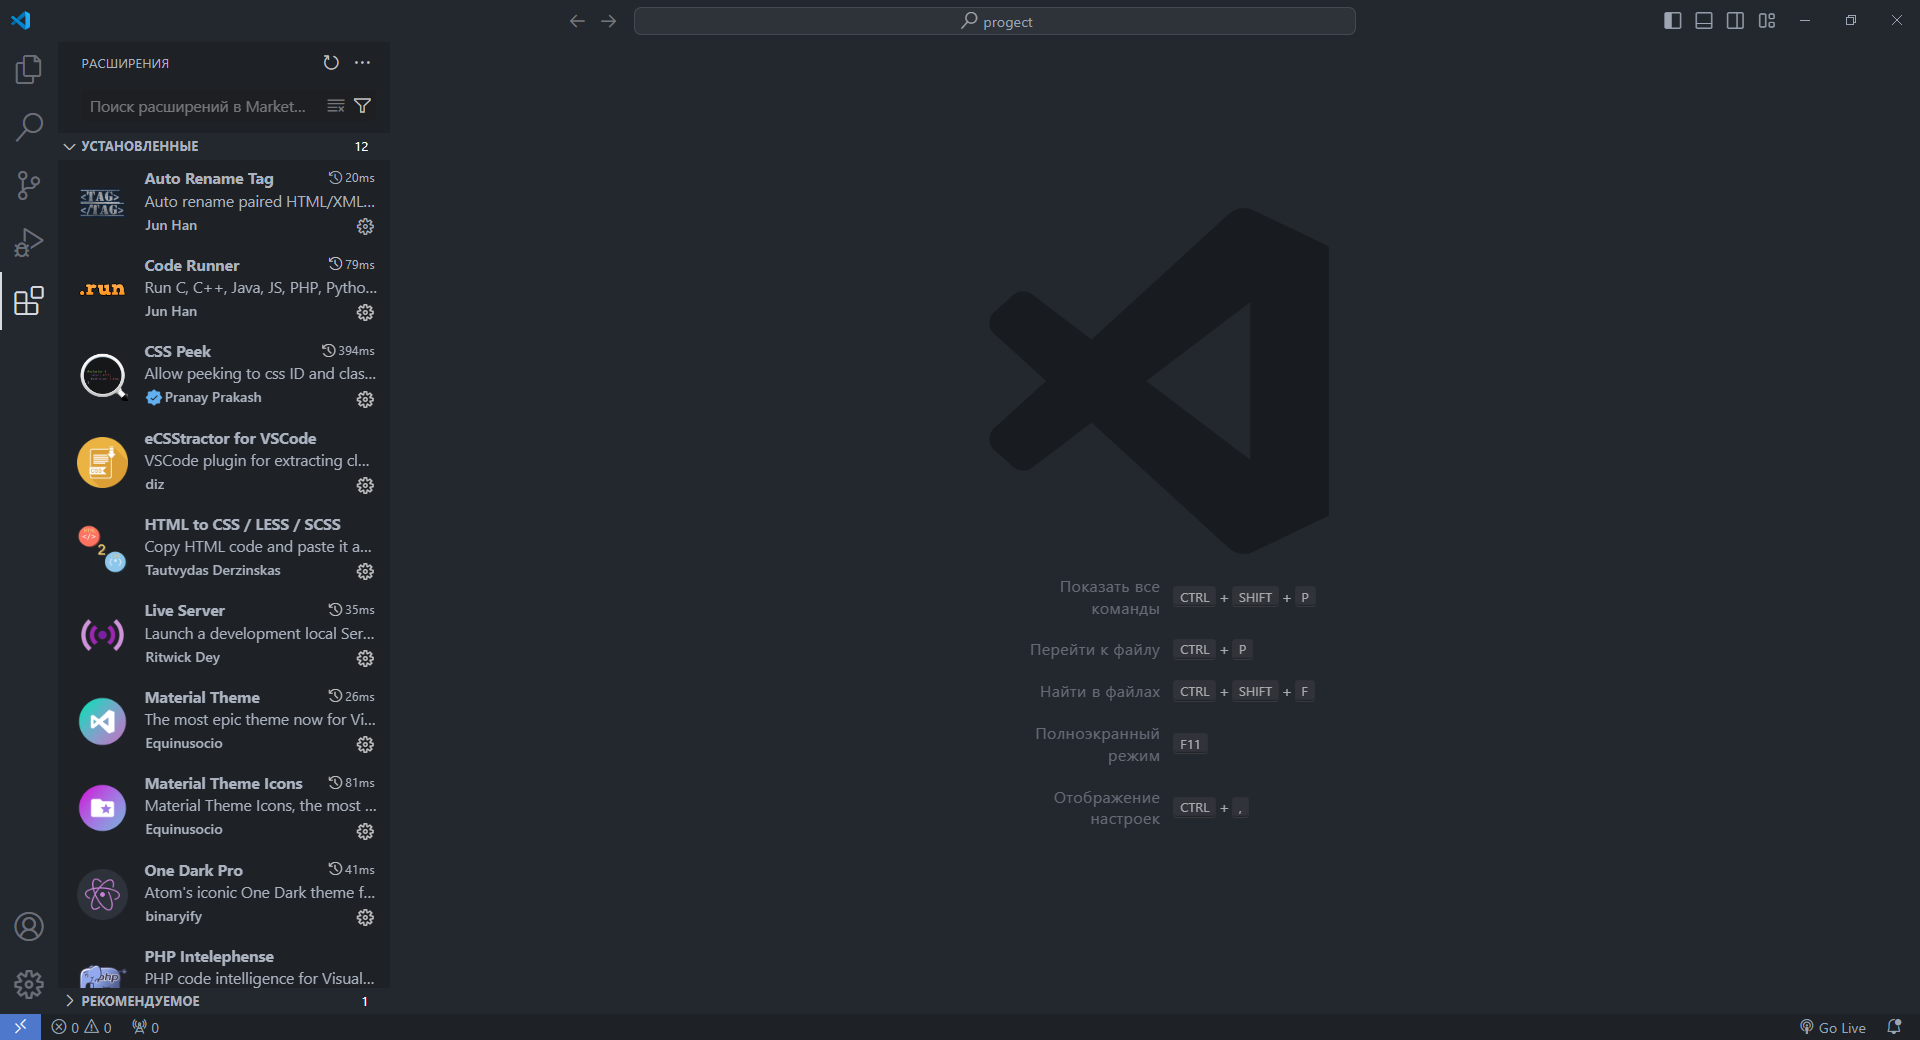 progect
РАСШИРЕНИЯ
Поиск расширений в Market...
УСТАНОВЛЕННЫЕ 12
<TAG>
</TAG>
Auto Rename Tag 20ms
Auto rename paired HTML/XML...
Jun Han
.run
Code Runner 79ms
Run C, C++, Java, JS, PHP, Pytho...
Jun Han
CSS Peek 394ms
Allow peeking to css ID and clas...
Pranay Prakash
CSS
eCSStractor for VSCode
VSCode plugin for extracting cl...
diz
2
HTML to CSS / LESS / SCSS
Copy HTML code and paste it a...
Tautvydas Derzinskas
Live Server 35ms
Launch a development local Ser...
Ritwick Dey
Material Theme 26ms
The most epic theme now for Vi...
Equinusocio
Material Theme Icons 81ms
Material Theme Icons, the most ...
Equinusocio
One Dark Pro 41ms
Atom's iconic One Dark theme f...
binaryify
php
PHP Intelephense
PHP code intelligence for Visual...
РЕКОМЕНДУЕМОЕ 1
Показать все
команды CTRL + SHIFT + P
Перейти к файлу CTRL + P
Найти в файлах CTRL + SHIFT + F
Полноэкранный
режим F11
Отображение
настроек CTRL + ,
0 0 0
Go Live